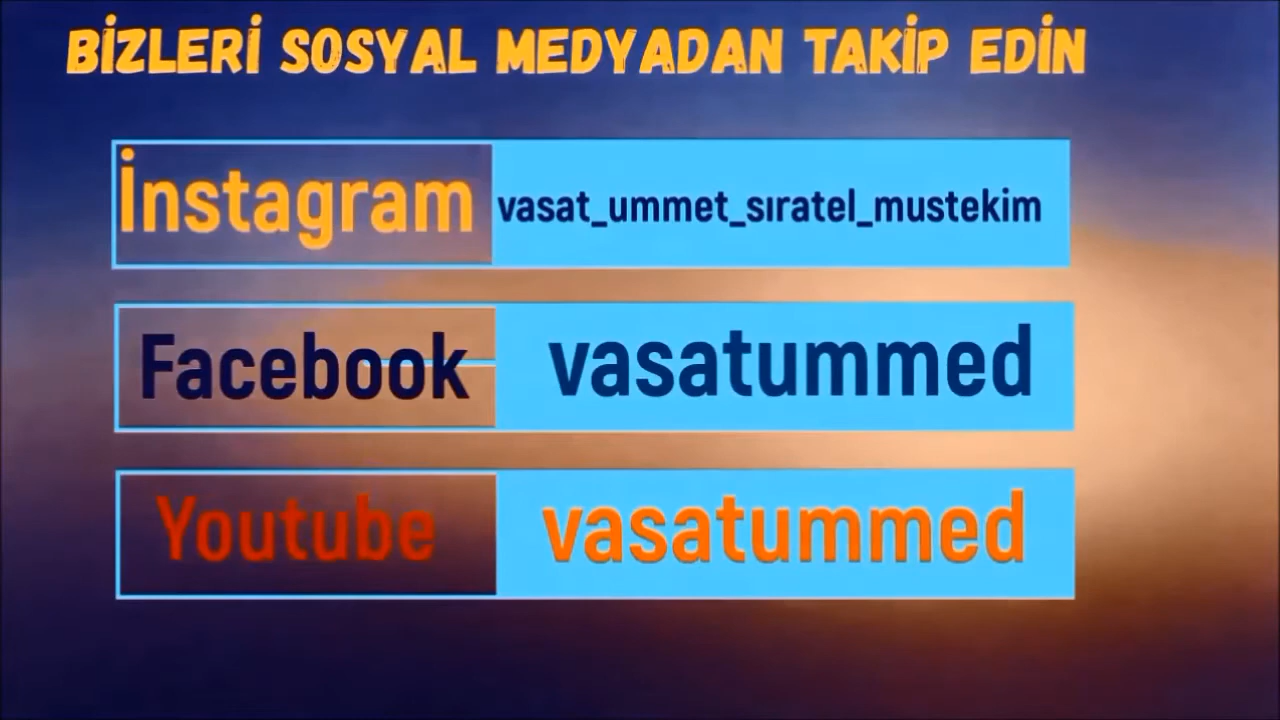 BİZLERİ SOSYAL MEDYADAN TAKİP EDİN
İnstagram vasat_ummet_sıratel_mustekim
Facebook vasatummed
Youtube vasatummed